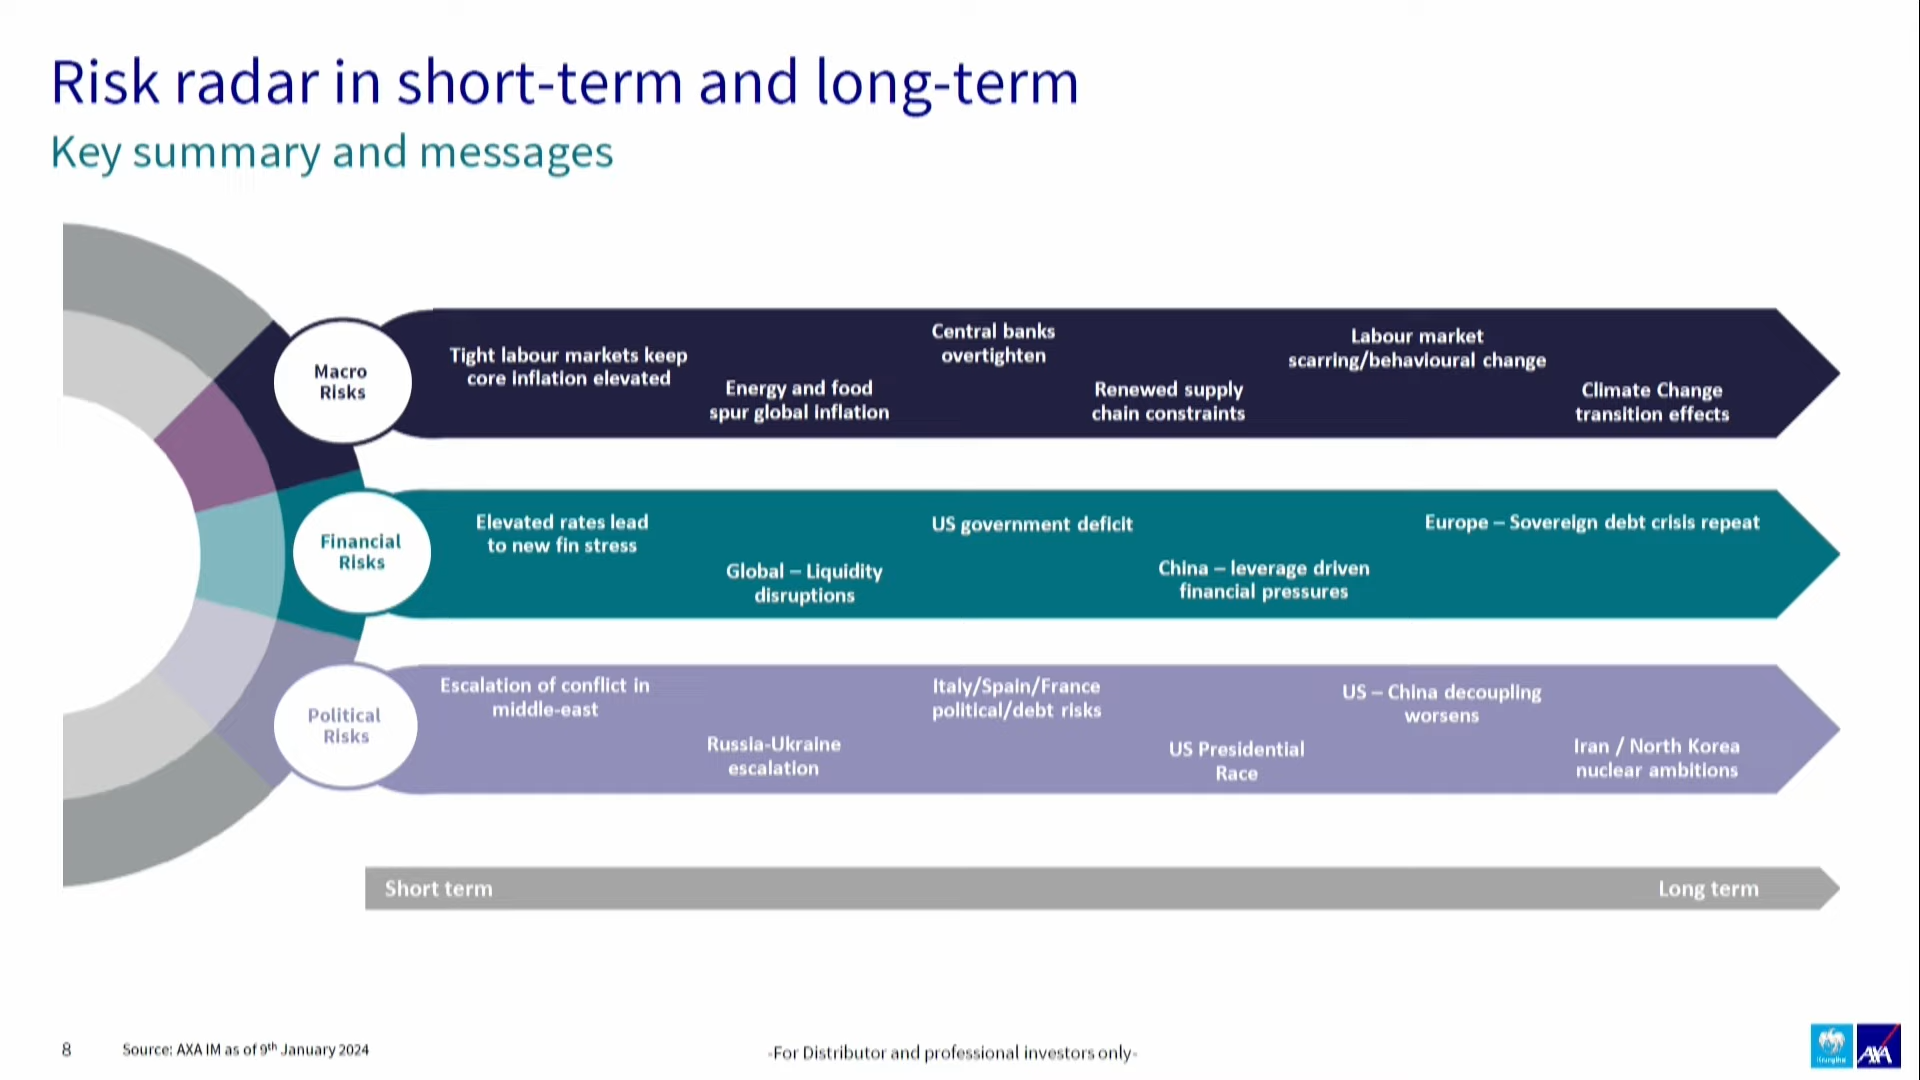 Risk radar in short-term and long-term
Key summary and messages
Macro
Risks
Tight labour markets keep
core inflation elevated
Energy and food
spur global inflation
Central banks
overtighten
Renewed supply
chain constraints
Labour market
scarring/behavioural change
Climate Change
transition effects
Financial
Risks
Elevated rates lead
to new fin stress
Global – Liquidity
disruptions
US government deficit
China – leverage driven
financial pressures
Europe – Sovereign debt crisis repeat
Political
Risks
Escalation of conflict in
middle-east
Russia-Ukraine
escalation
Italy/Spain/France
political/debt risks
US Presidential
Race
US – China decoupling
worsens
Iran / North Korea
nuclear ambitions
Short term
Long term
8
Source: AXA IM as of 9th January 2024
-For Distributor and professional investors only-
AXA